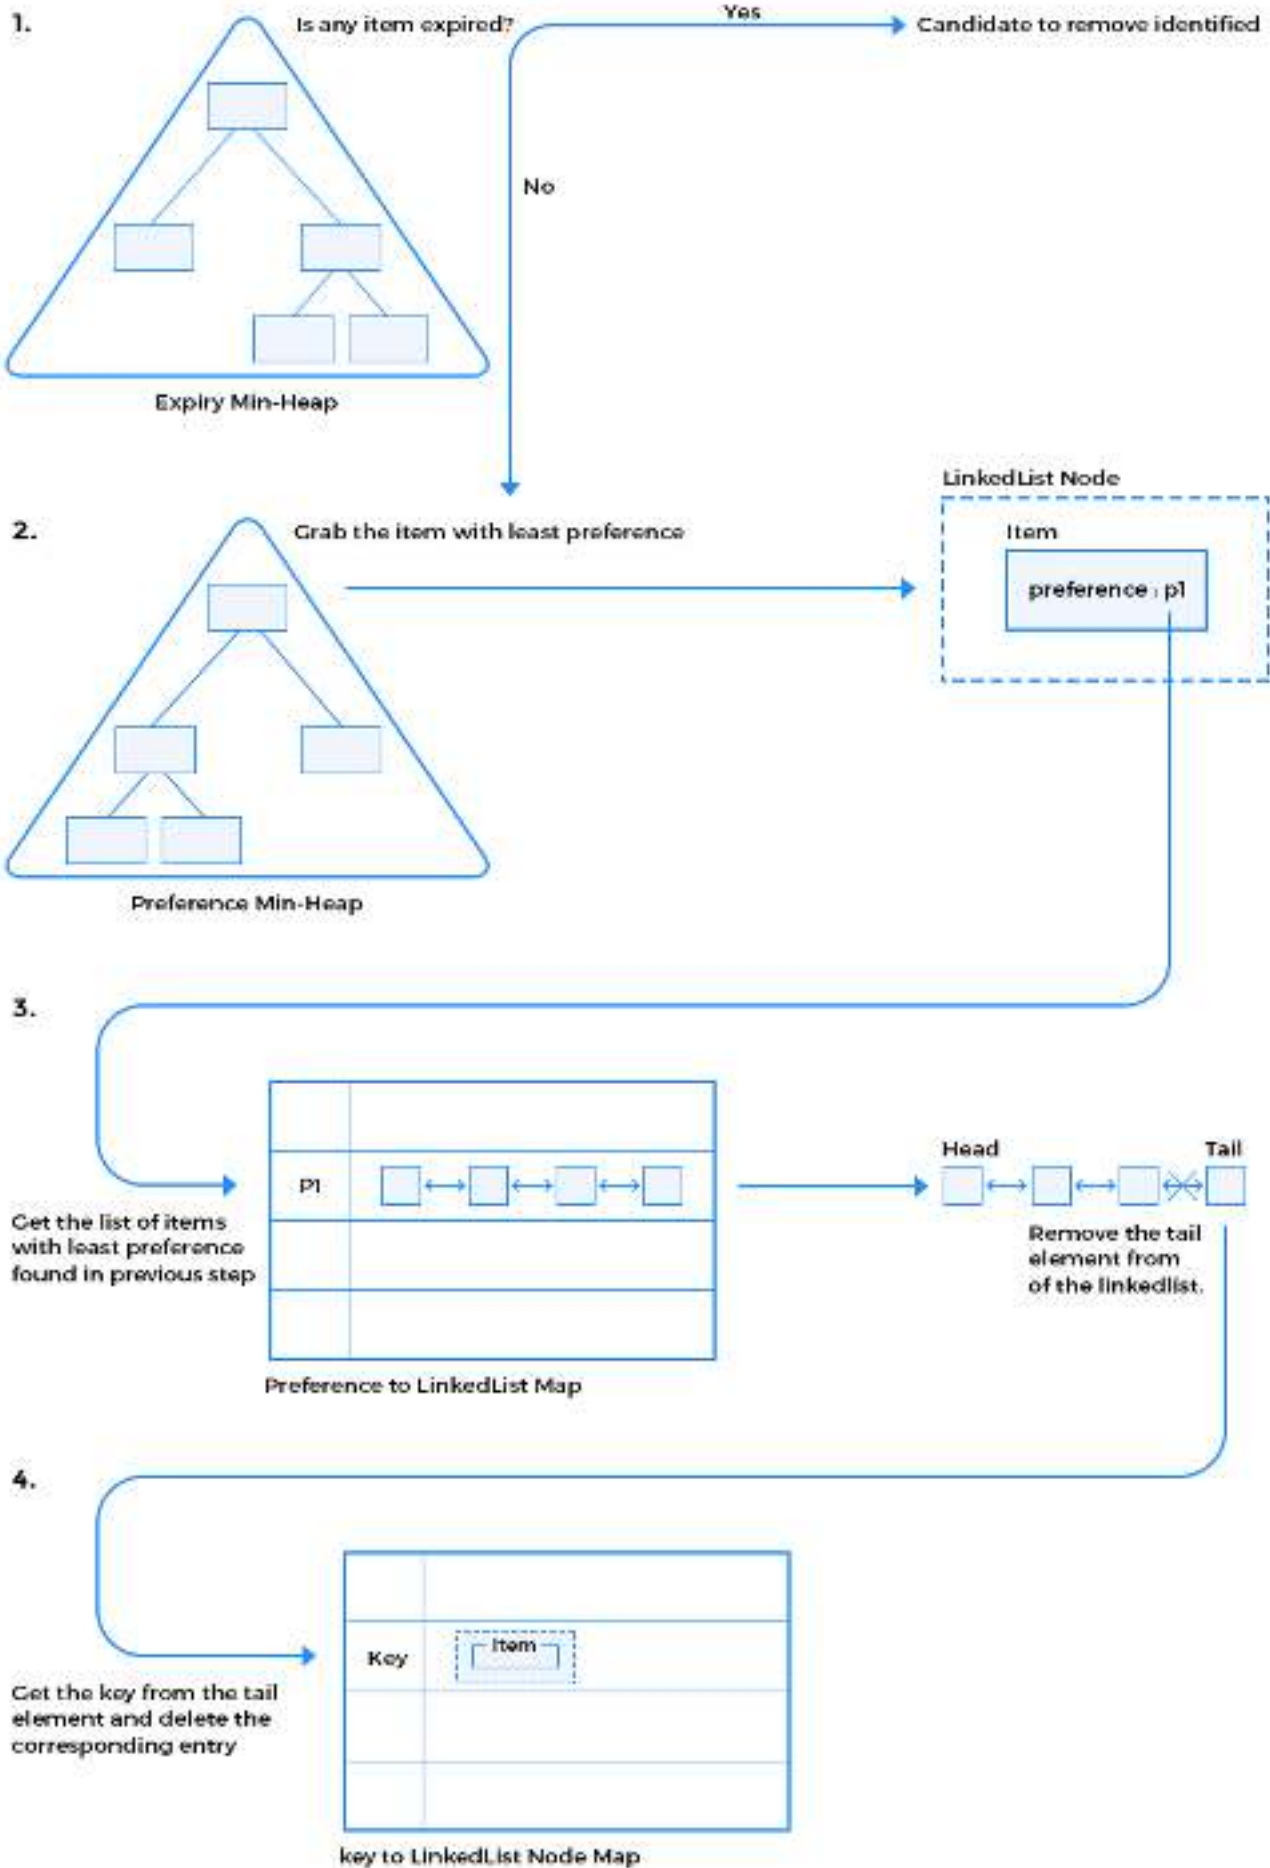 1.
Is any item expired?
Yes
Candidate to remove identified
No
Expiry Min-Heap
LinkedList Node
2.
Grab the item with least preference
Item
preference : p1
Preference Min-Heap
3.
P1
Head
Tail
Get the list of items
with least preference
found in previous step
Remove the tail
element from
of the linkedlist.
Preference to LinkedList Map
4.
Key
Item
Get the key from the tail
element and delete the
corresponding entry
key to LinkedList Node Map